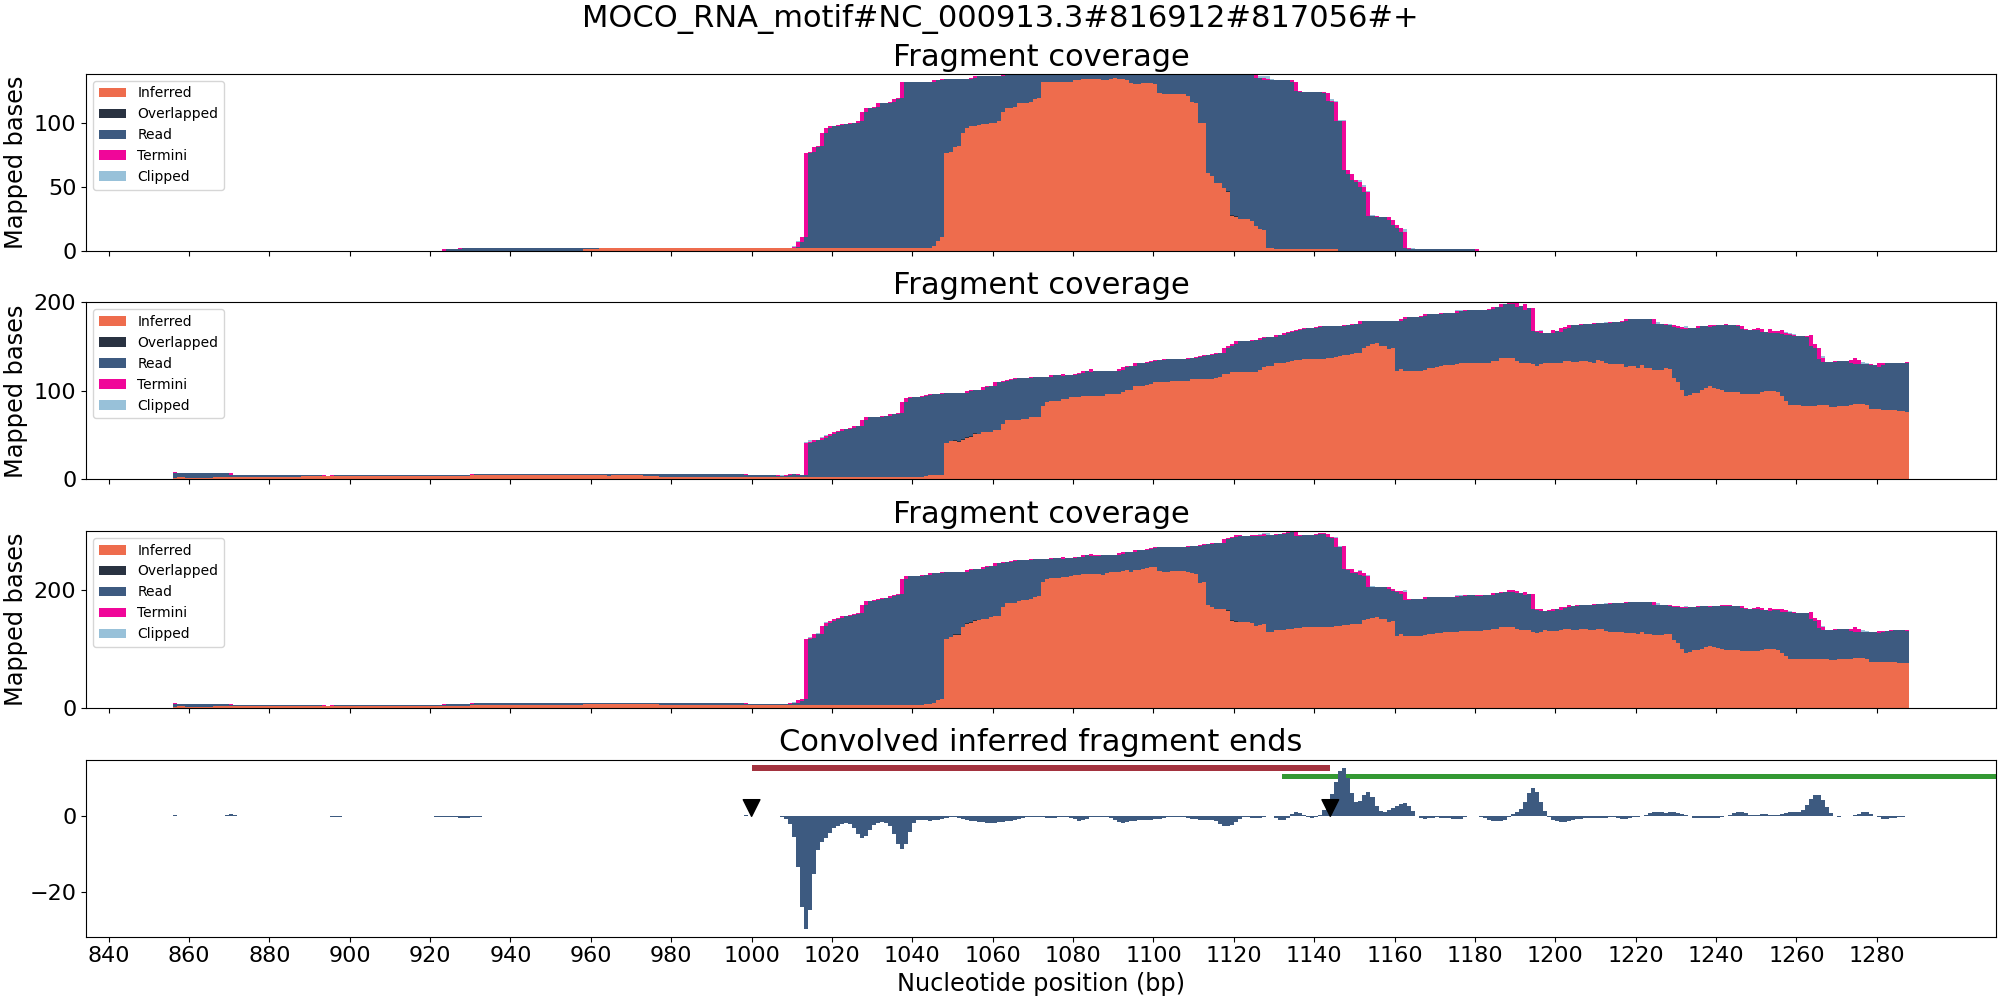 MOCO_RNA_motif#NC_000913.3#816912#817056#+
Fragment coverage
Mapped bases
100
50
0
Inferred
Overlapped
Read
Termini
Clipped
Fragment coverage
Mapped bases
200
100
0
Inferred
Overlapped
Read
Termini
Clipped
Fragment coverage
Mapped bases
200
0
Inferred
Overlapped
Read
Termini
Clipped
Convolved inferred fragment ends
0
−20
840 860 880 900 920 940 960 980 1000 1020 1040 1060 1080 1100 1120 1140 1160 1180 1200 1220 1240 1260 1280
Nucleotide position (bp)